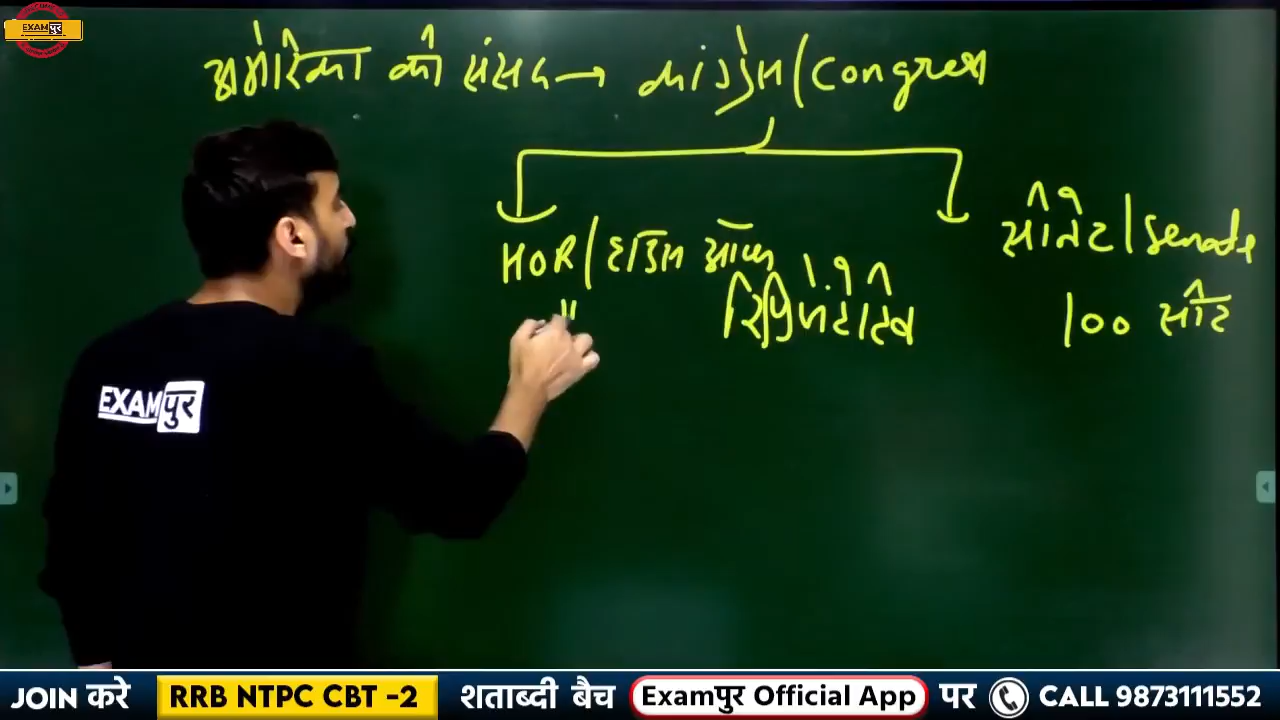 EXAMपुर
अमेरिका की संसद → कांग्रेस/Congress
HOR/हाउस ऑफ
रिप्रेजेंटेटिव
सीनेट/Senate
100 सीट
EXAMपुर
JOIN करे RRB NTPC CBT -2 शताब्दी बैच Examपुर Official App पर CALL 9873111552